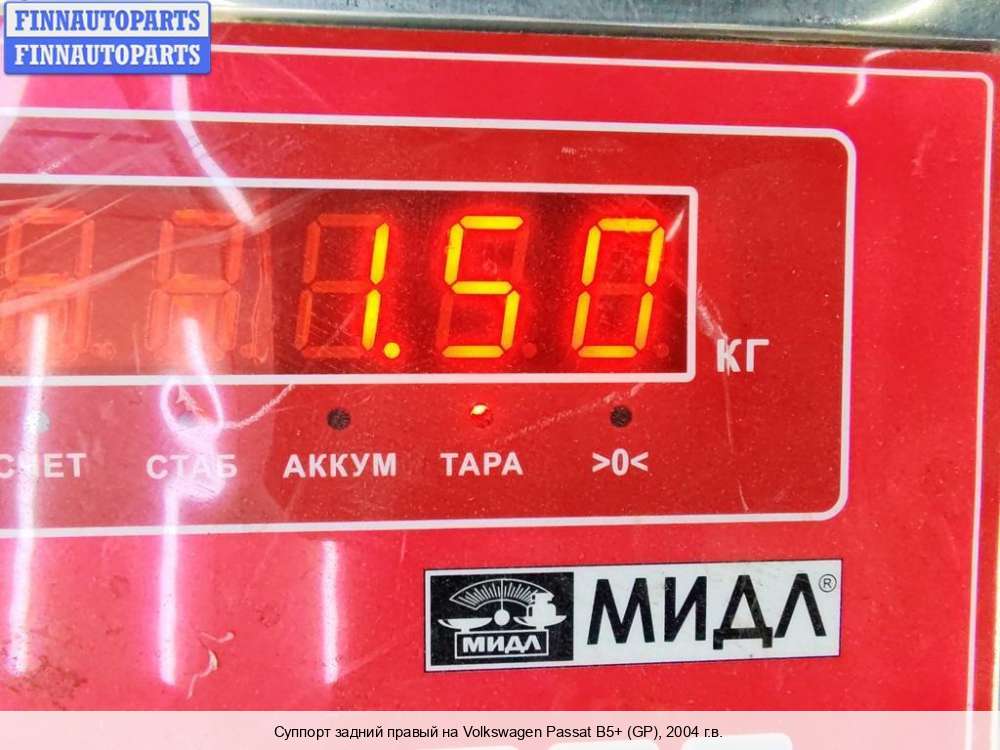 FINNAUTOPARTS
FINNAUTOPARTS
1.50
КГ
СЧЕТ СТАБ АККУМ ТАРА >0<
МИДЛ МИДЛ®
Суппорт задний правый на Volkswagen Passat B5+ (GP), 2004 г.в.